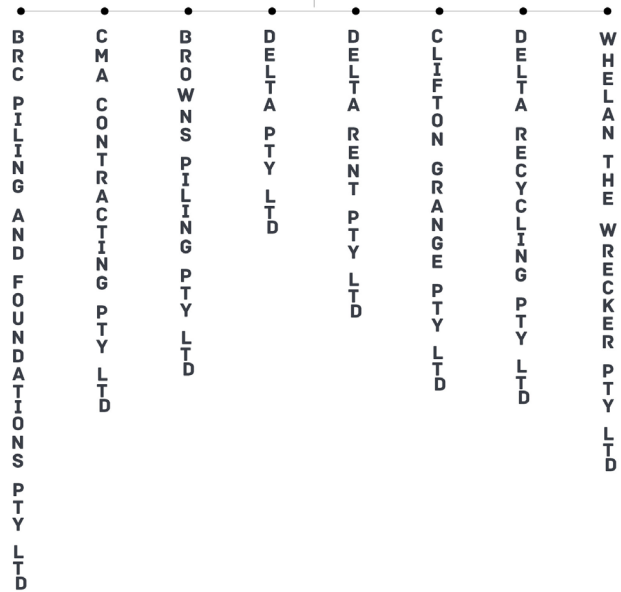 BRC PILING AND FOUNDATIONS PTY LTD
CMA CONTRACTING PTY LTD
BROWNS PILING PTY LTD
DELTA PTY LTD
DELTA RENT PTY LTD
CLIFTON GRANGE PTY LTD
DELTA RECYCLING PTY LTD
WHELAN THE WRECKER PTY LTD